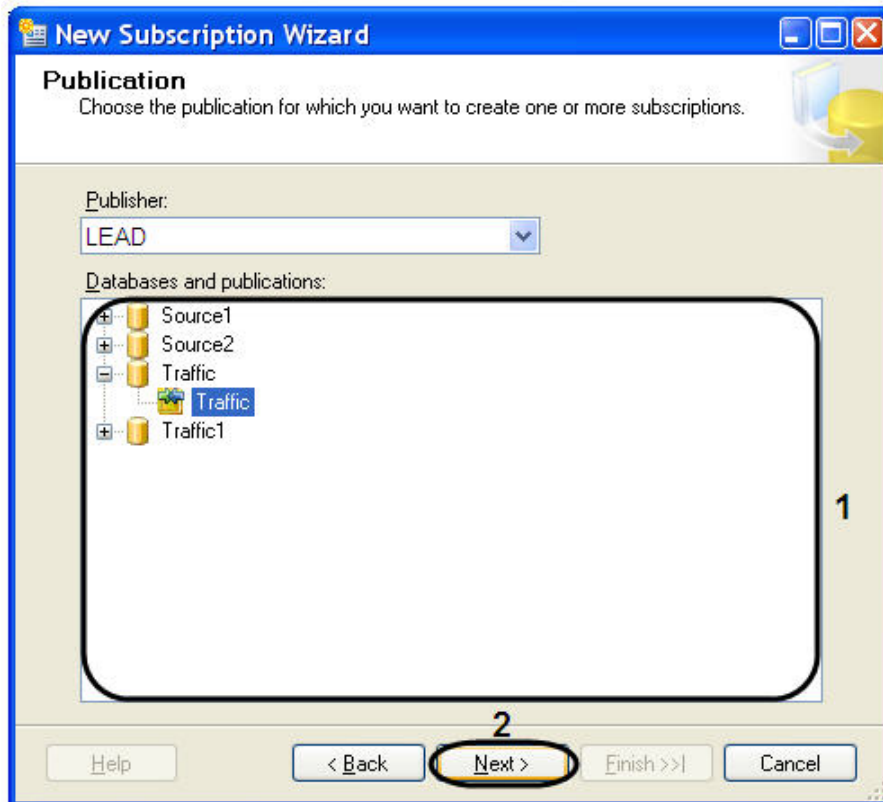 New Subscription Wizard
Publication
Choose the publication for which you want to create one or more subscriptions.
Publisher:
LEAD
Databases and publications:
Source1
Source2
Traffic
Traffic
Traffic1
1
2
Help
< Back
Next >
Finish >>|
Cancel